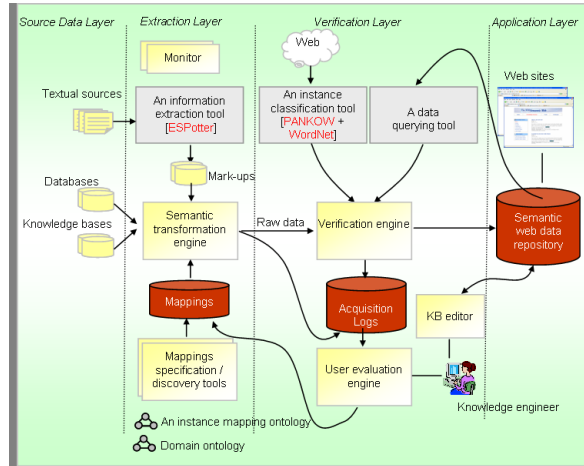 Source Data Layer
Extraction Layer
Verification Layer
Application Layer
Monitor
Web
Web sites
Textual sources
An information
extraction tool
[ESPotter]
An instance
classification tool
[PANKOW +
WordNet]
A data
querying tool
Mark-ups
Databases
Knowledge bases
Semantic
transformation
engine
Raw data
Verification engine
Semantic
web data
repository
Mappings
Acquisition
Logs
KB editor
Mappings
specification /
discovery tools
User evaluation
engine
Knowledge engineer
An instance mapping ontology
Domain ontology